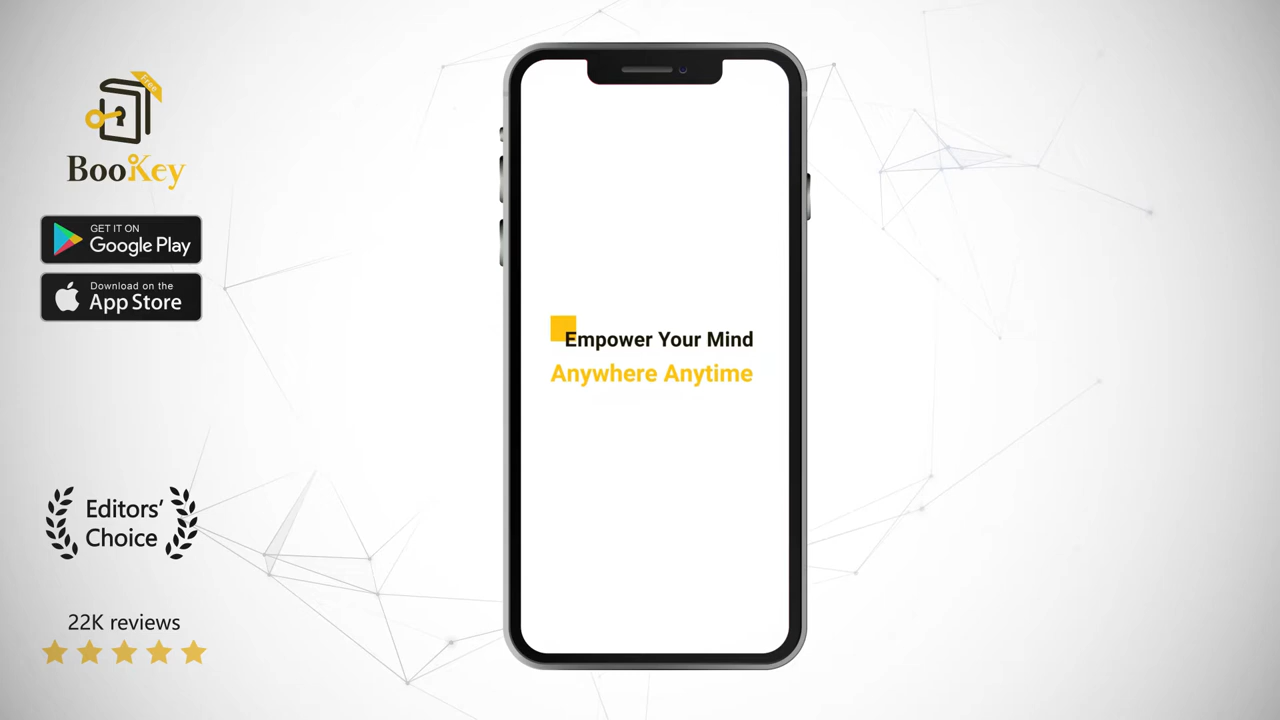 Free
BooKey
GET IT ON
Google Play
Download on the
App Store
Editors'
Choice
22K reviews
Empower Your Mind
Anywhere Anytime